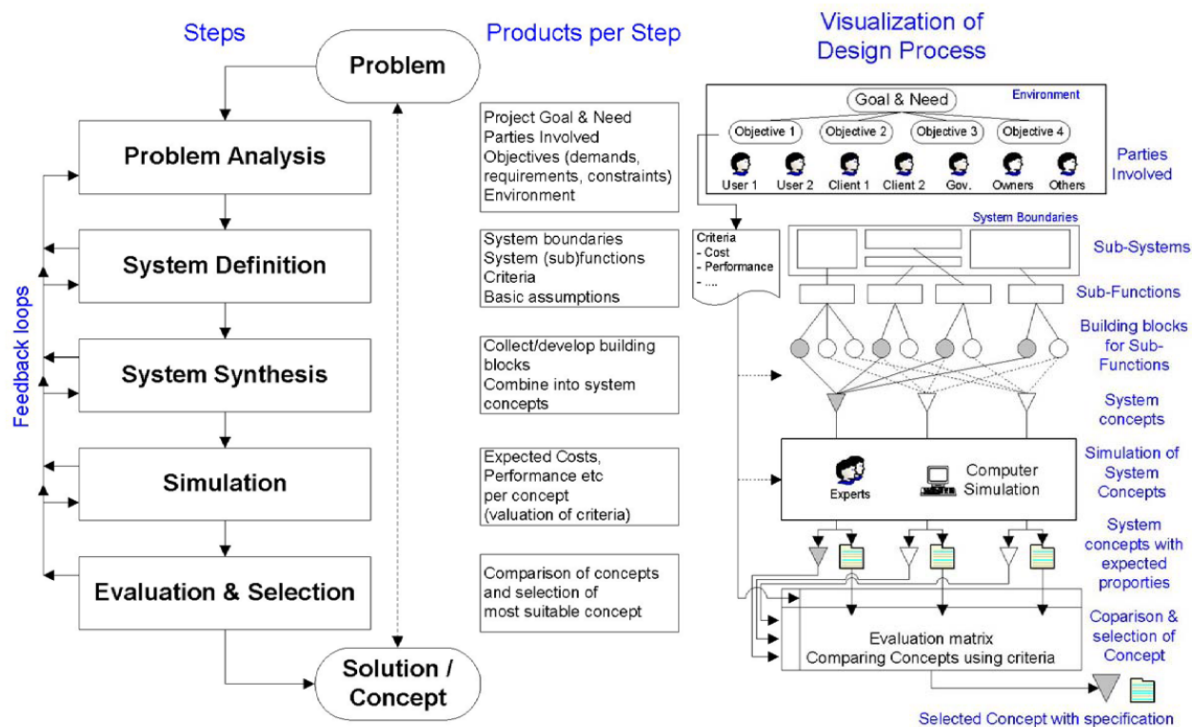 Steps
Products per Step
Visualization of
Design Process
Problem
Problem Analysis
System Definition
System Synthesis
Simulation
Evaluation & Selection
Solution /
Concept
Feedback loops
Project Goal & Need
Parties Involved
Objectives (demands,
requirements, constraints)
Environment
System boundaries
System (sub)functions
Criteria
Basic assumptions
Collect/develop building
blocks
Combine into system
concepts
Expected Costs,
Performance etc
per concept
(valuation of criteria)
Comparison of concepts
and selection of
most suitable concept
Goal & Need
Environment
Objective 1
Objective 2
Objective 3
Objective 4
User 1
User 2
Client 1
Client 2
Gov.
Owners
Others
Parties
Involved
Criteria
- Cost
- Performance
- ....
System Boundaries
Sub-Systems
Sub-Functions
Building blocks
for Sub-
Functions
System
concepts
Experts
Computer
Simulation
Simulation of
System
Concepts
System
concepts with
expected
proporties
Evaluation matrix
Comparing Concepts using criteria
Coparison &
selection of
Concept
Selected Concept with specification